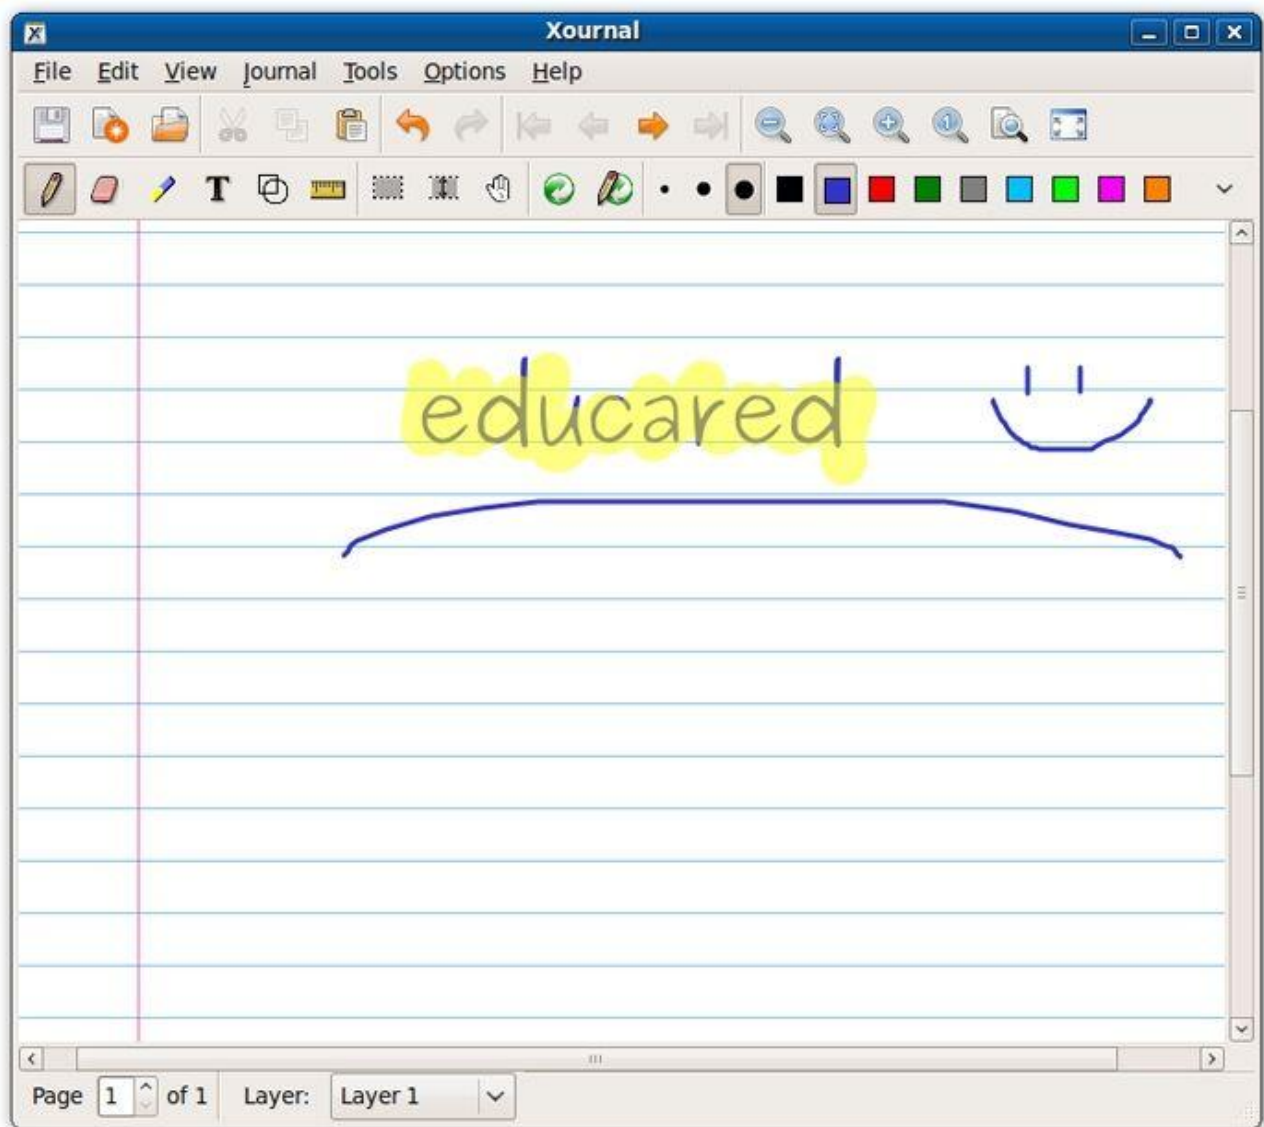 Xournal
File Edit View Journal Tools Options Help
T
educared
Page 1 of 1 Layer: Layer 1